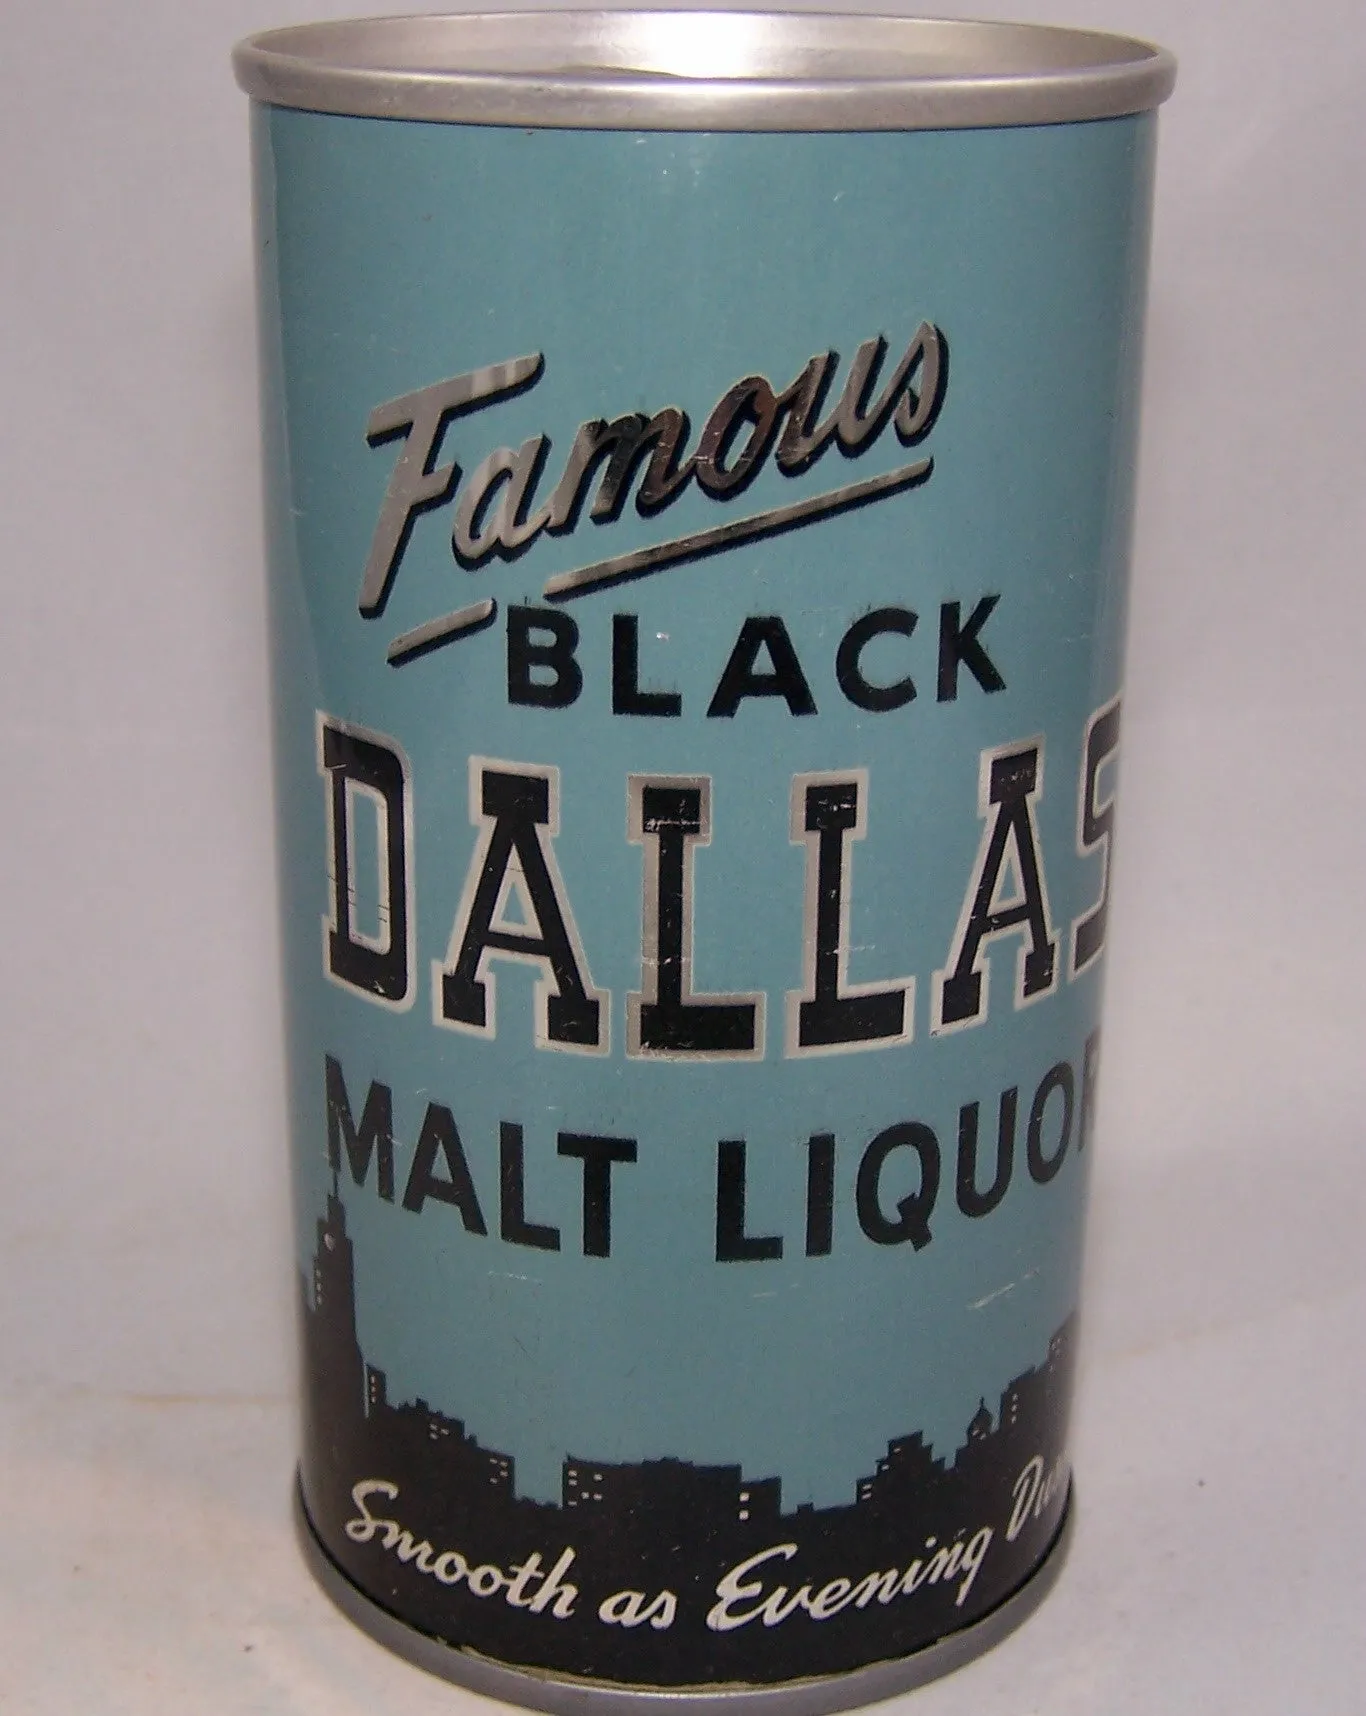 Famous
BLACK
DALLAS
MALT LIQUOR
Smooth as Evening